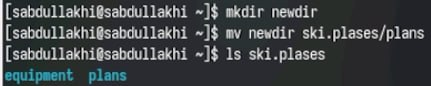 [sabdullakhi@sabdullakhi ~]$ mkdir newdir
[sabdullakhi@sabdullakhi ~]$ mv newdir ski.plases/plans
[sabdullakhi@sabdullakhi ~]$ ls ski.plases
equipment  plans